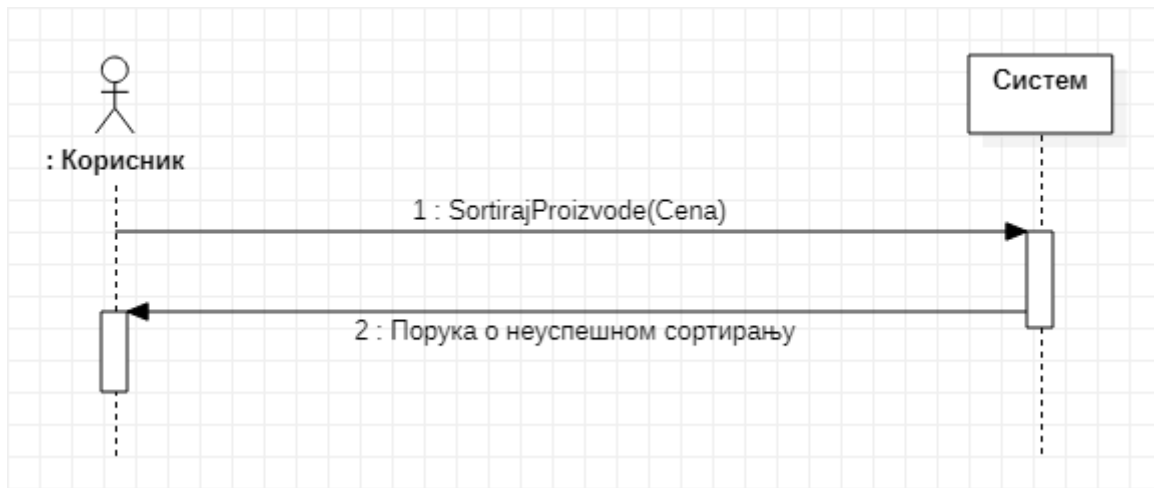 Систем
: Корисник
1 : SortirajProizvode(Cena)
2 : Порука о неуспешном сортирању